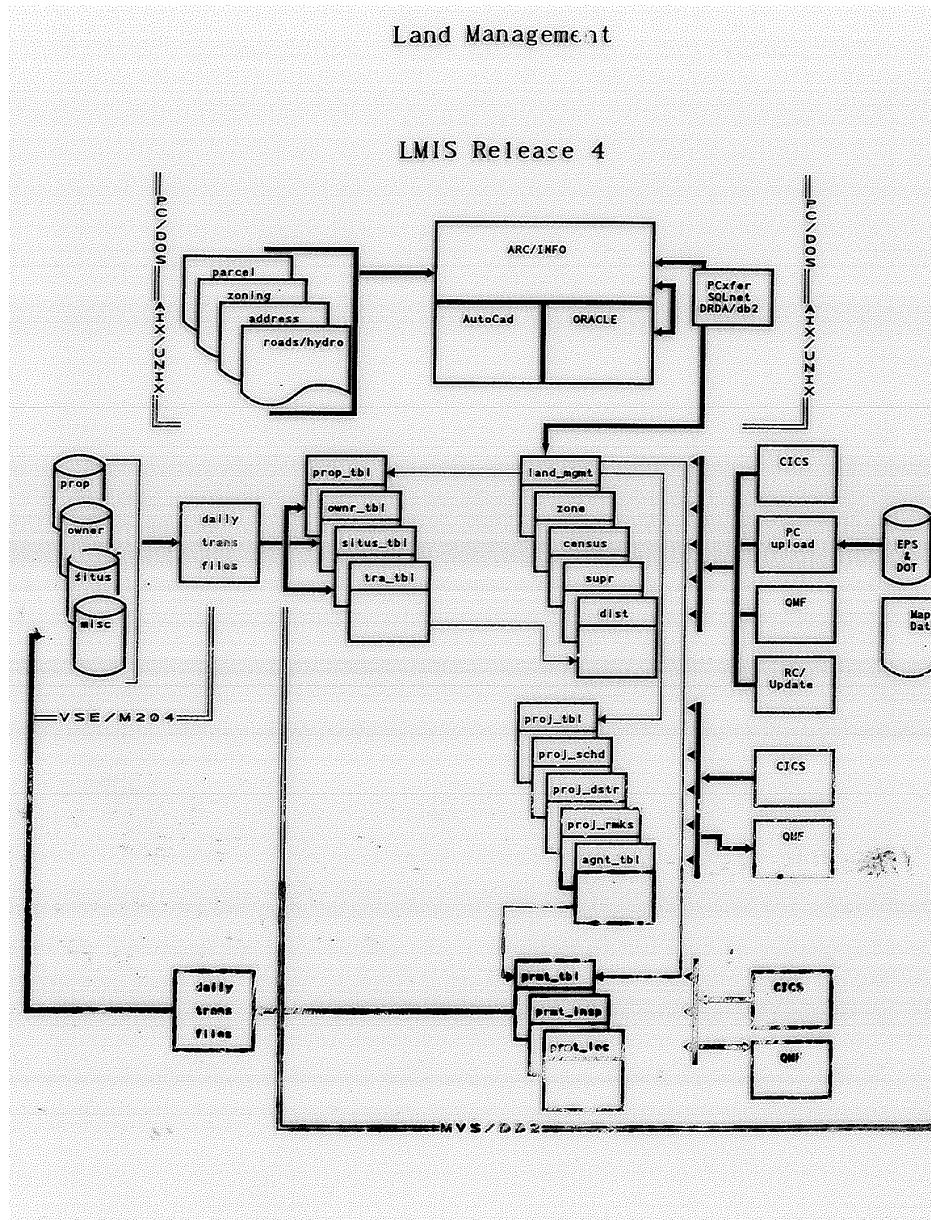 Land Management
LMIS Release 4
PC/DOS
AIX/UNIX
PC/DOS
AIX/UNIX
parcel
zoning
address
roads/hydro
ARC/INFO
AutoCad
ORACLE
PCxfer
SQLnet
DRDA/db2
prop
owner
situs
misc
daily
trans
files
VSE/M204
prop_tbl
ownr_tbl
situs_tbl
tra_tbl
land_mgmt
zone
census
supr
dist
CICS
PC
upload
QMF
RC/
Update
EPS
&
DOT
Map
Dat
proj_tbl
proj_schd
proj_dstr
proj_rmks
agnt_tbl
CICS
QMF
daily
trans
files
prmt_tbl
prmt_insp
prmt_loc
CICS
QMF
MVS/DB2